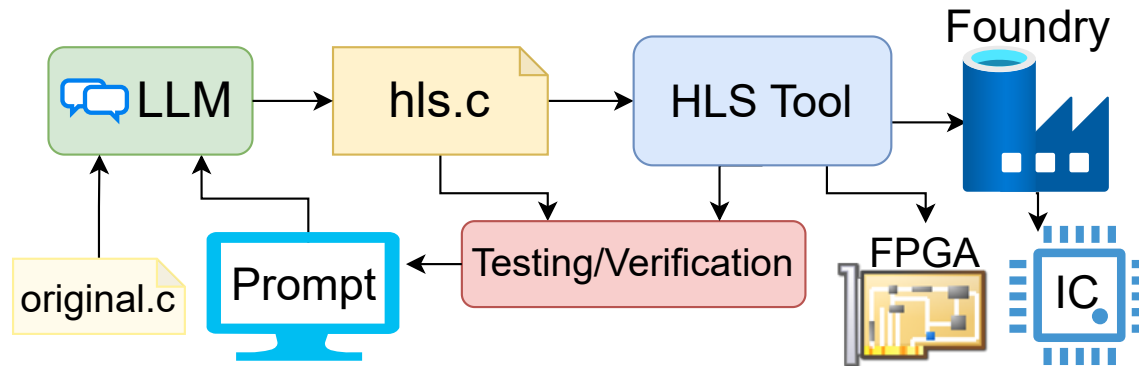 Foundry
LLM
hls.c
HLS Tool
Testing/Verification
FPGA
Prompt
original.c
IC